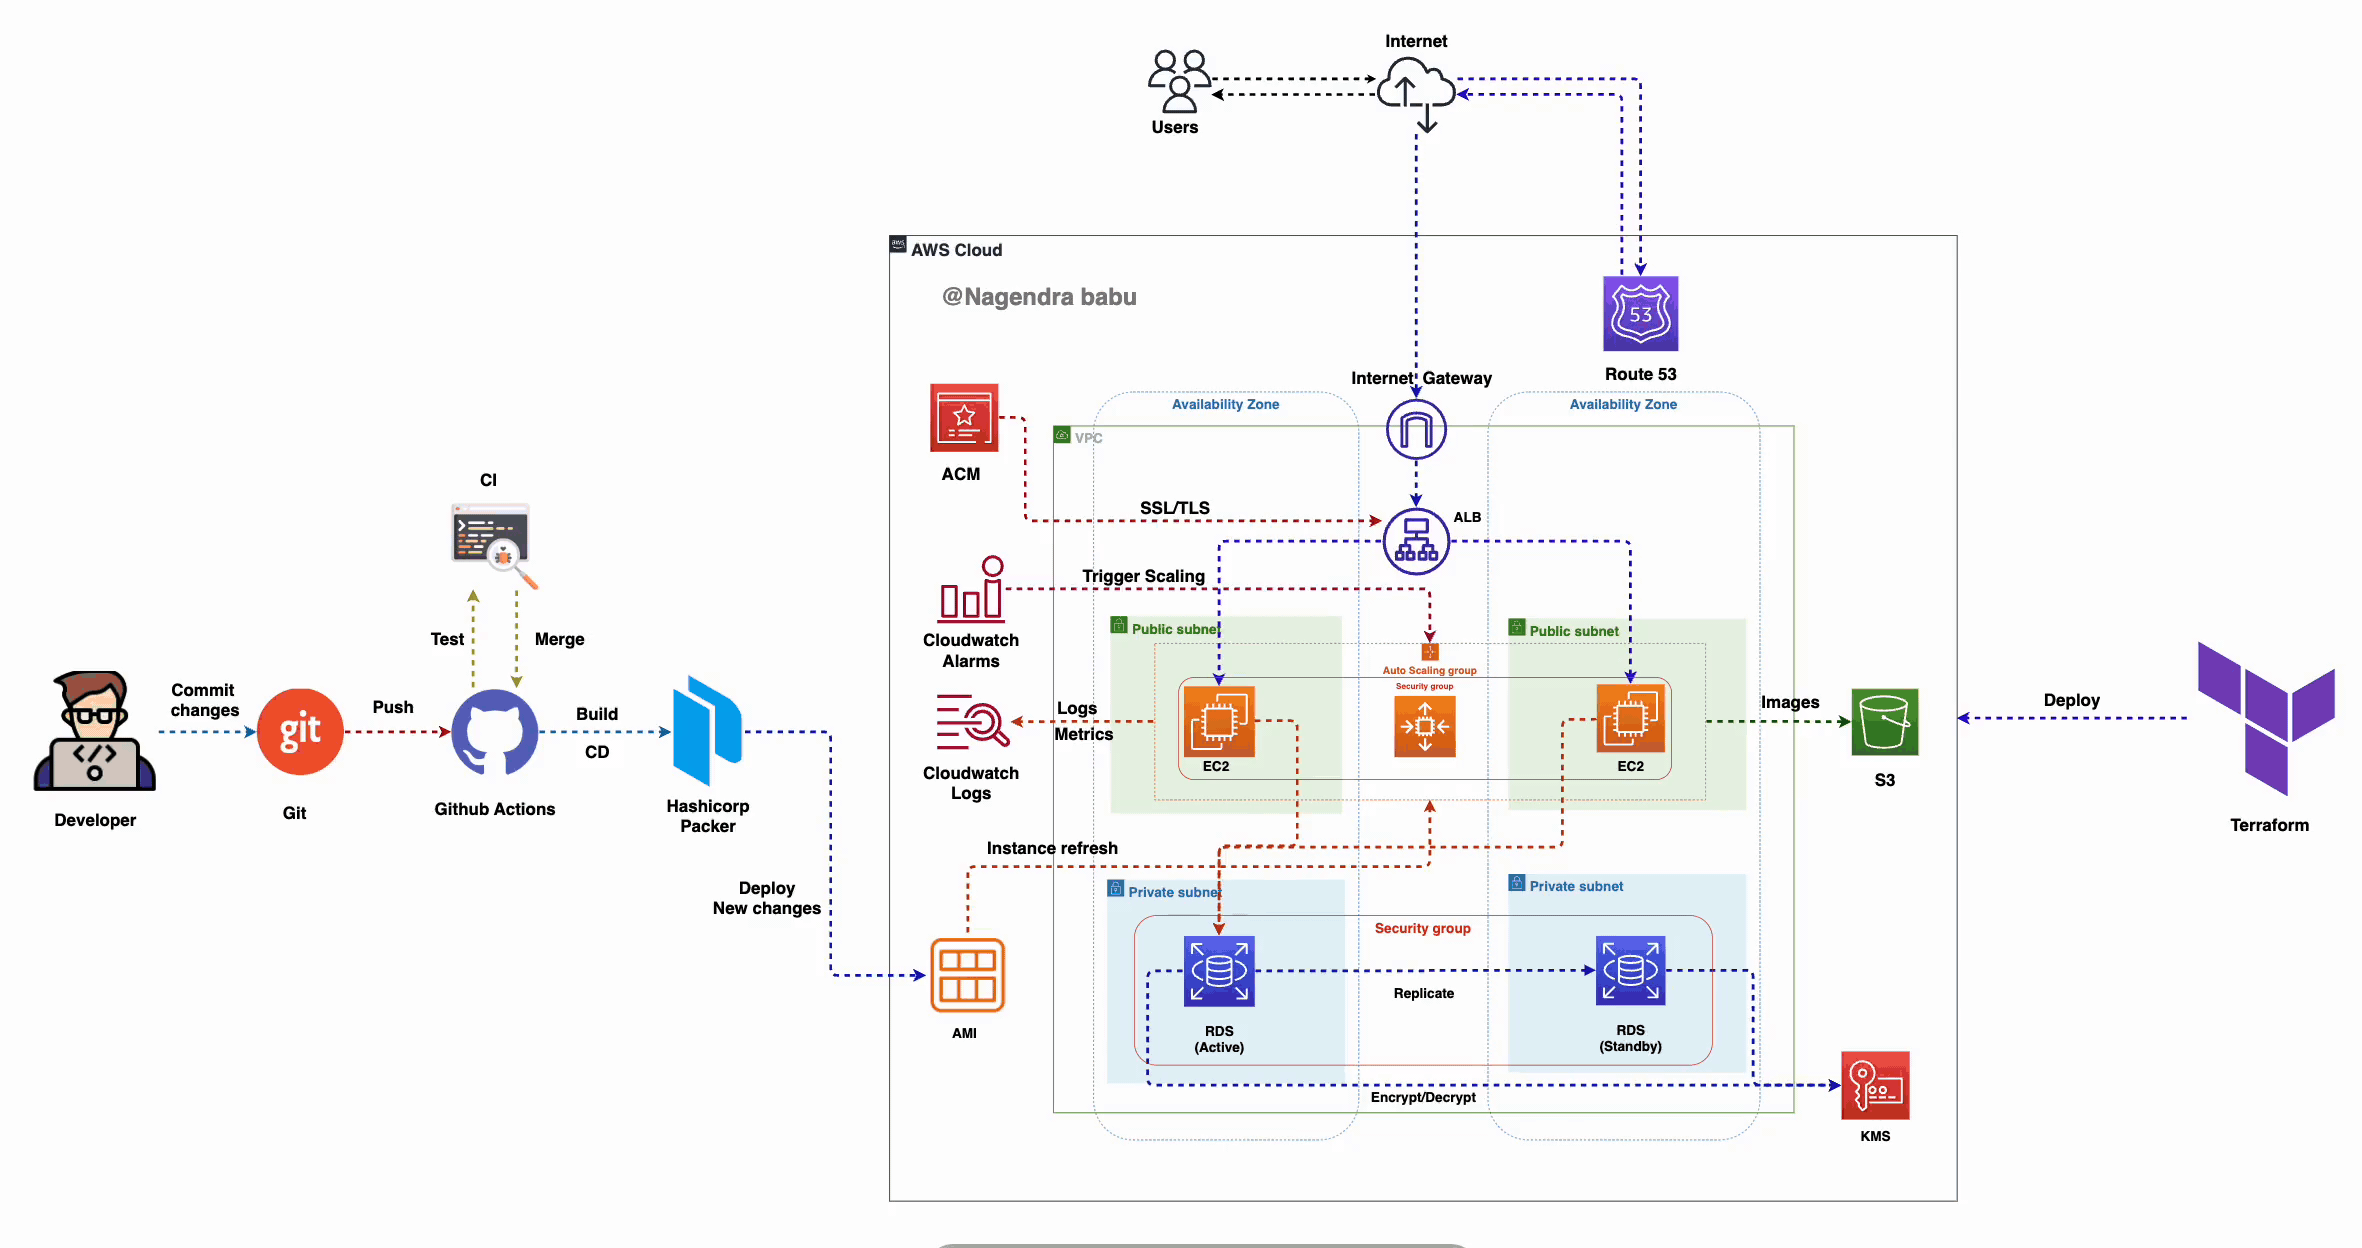 Internet
Users
AWS Cloud
@Nagendra babu
53
Route 53
Internet Gateway
Availability Zone
Availability Zone
VPC
ACM
SSL/TLS
ALB
CI
Trigger Scaling
Cloudwatch
Alarms
Public subnet
Public subnet
Test
Merge
Auto Scaling group
Security group
Commit
changes
git
Push
Build
CD
Logs
Metrics
Images
Deploy
EC2
EC2
Cloudwatch
Logs
S3
Developer
Git
Github Actions
Hashicorp
Packer
Terraform
Instance refresh
Deploy
New changes
Private subnet
Private subnet
Security group
Replicate
AMI
RDS
(Active)
RDS
(Standby)
Encrypt/Decrypt
KMS